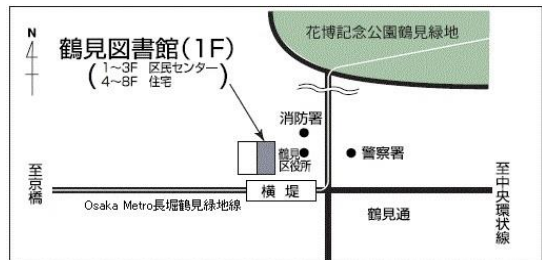 N
花博記念公園鶴見緑地
鶴見図書館(1F)
(1~3F 区民センター
4~8F 住宅)
消防署
鶴見
区役所
警察署
至京橋
横堤
至中央環状線
Osaka Metro長堀鶴見緑地線
鶴見通